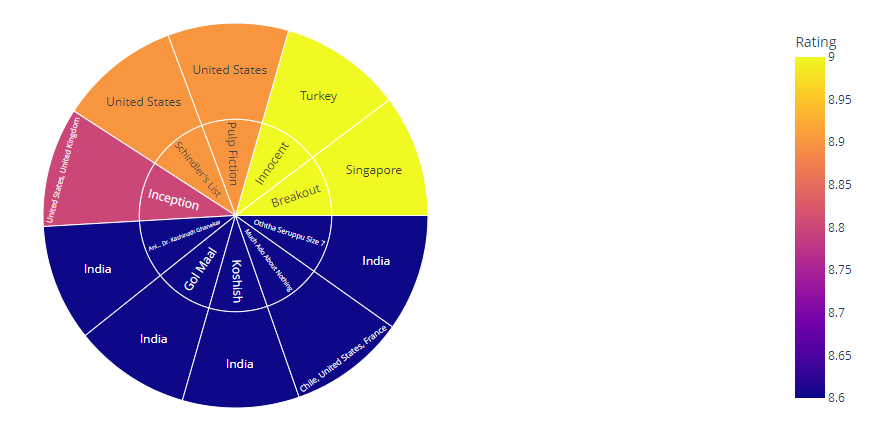 Rating
9
8.95
8.9
8.85
8.8
8.75
8.7
8.65
8.6
United States
United States
Turkey
Singapore
United States, United Kingdom
India
India
India
Chile, United States, France
India
Pulp Fiction
Schindler's List
Innocent
Breakout
Inception
Ani... Dr. Kashinath Ghanekar
Gol Maal
Koshish
Much Ado About Nothing
Oththa Seruppu Size 7